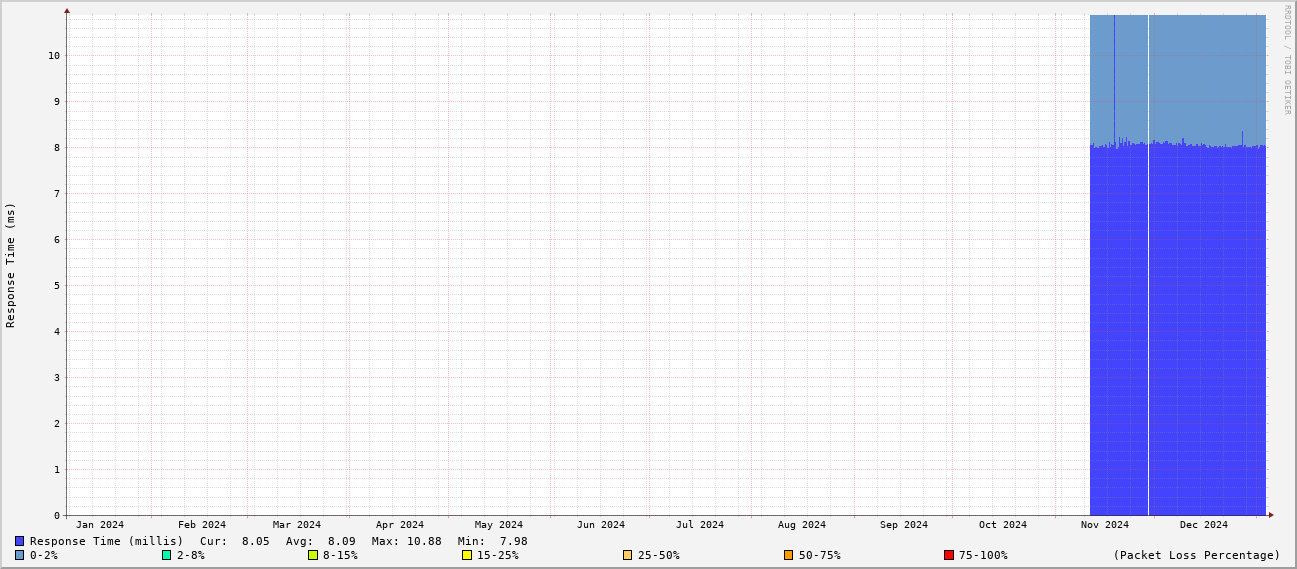 RRDTOOL / TOBI OETIKER
Response Time (ms)
10
9
8
7
6
5
4
3
2
1
0
Jan 2024 Feb 2024 Mar 2024 Apr 2024 May 2024 Jun 2024 Jul 2024 Aug 2024 Sep 2024 Oct 2024 Nov 2024 Dec 2024
Response Time (millis) Cur: 8.05 Avg: 8.09 Max: 10.88 Min: 7.98
0-2% 2-8% 8-15% 15-25% 25-50% 50-75% 75-100% (Packet Loss Percentage)